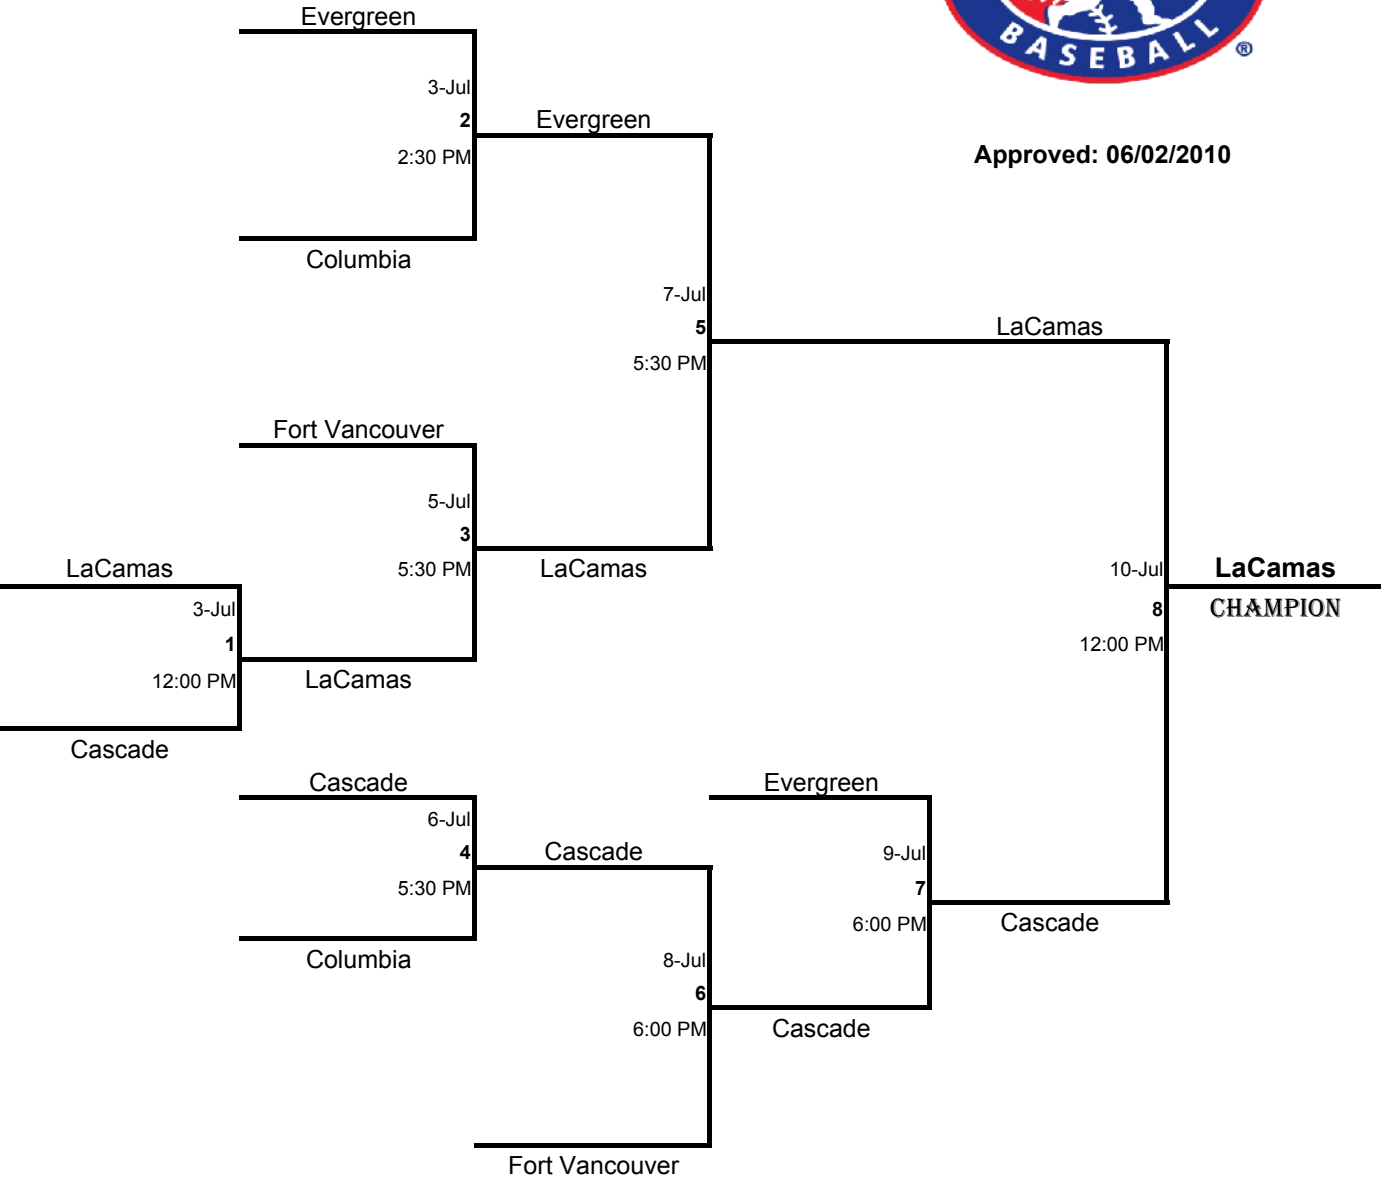 Evergreen
BASEBALL ®
3-Jul
2
Evergreen
2:30 PM
Approved: 06/02/2010
Columbia
7-Jul
5
LaCamas
5:30 PM
Fort Vancouver
5-Jul
3
LaCamas
5:30 PM
LaCamas
10-Jul
LaCamas
3-Jul
8
CHAMPION
1
12:00 PM
12:00 PM
LaCamas
Cascade
Cascade
Evergreen
6-Jul
4
Cascade
9-Jul
5:30 PM
7
6:00 PM
Cascade
Columbia
8-Jul
6
6:00 PM
Cascade
Fort Vancouver